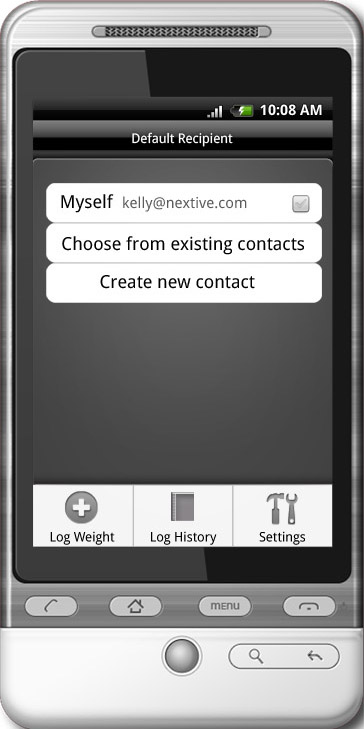 10:08 AM
Default Recipient
Myself kelly@nextive.com
Choose from existing contacts
Create new contact
Log Weight Log History Settings
MENU